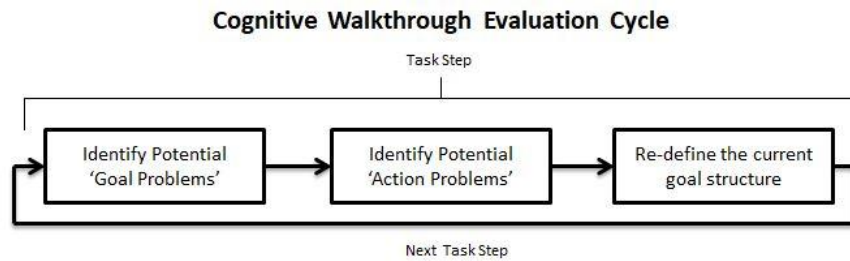 Cognitive Walkthrough Evaluation Cycle
Task Step
Identify Potential
‘Goal Problems’
Identify Potential
‘Action Problems’
Re-define the current
goal structure
Next Task Step